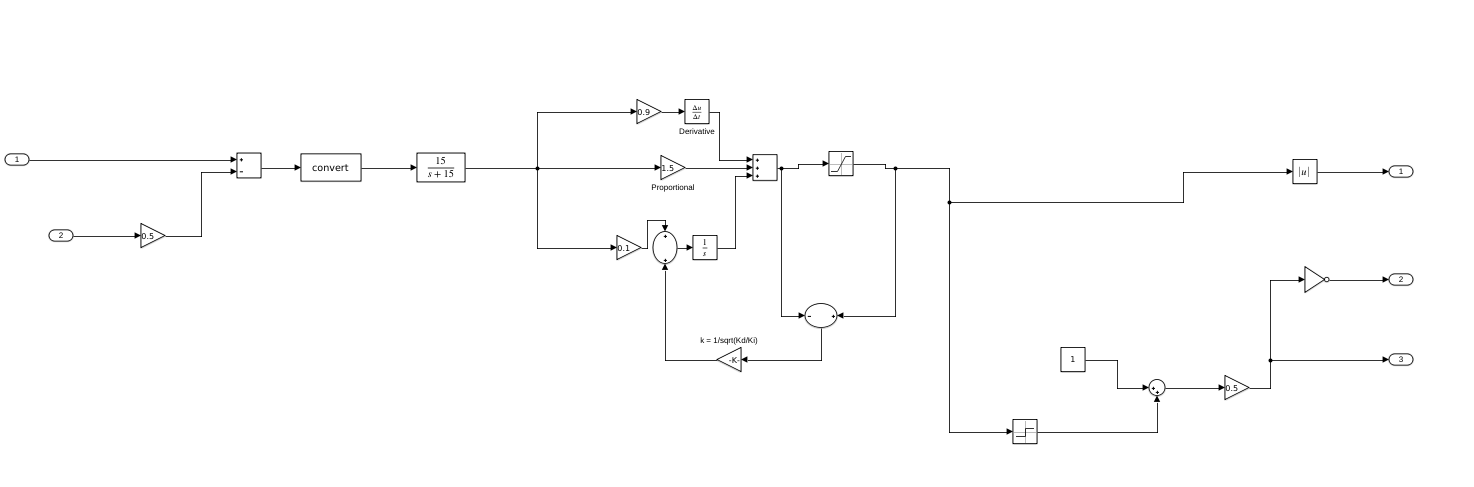 0.9
Δu
Δt
Derivative
1
+
−
convert
15
s + 15
1.5
Proportional
+
+
+
|u|
1
2
0.5
0.1
+
+
1
s
2
−
+
k = 1/sqrt(Kd/Ki)
-K-
1
3
+
+
0.5